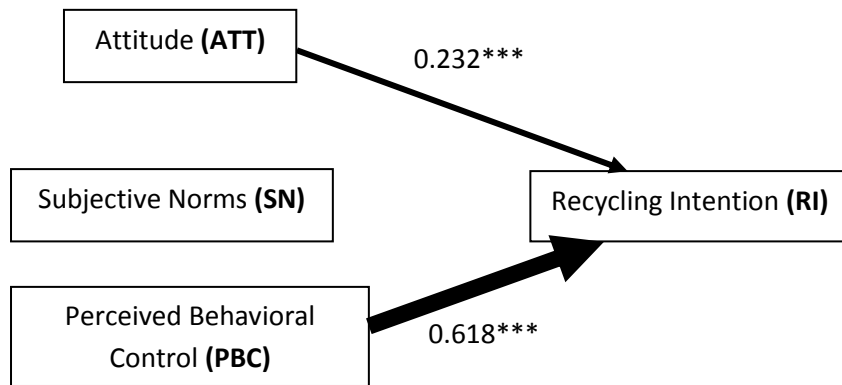 Attitude (ATT)
0.232***
Subjective Norms (SN)
Recycling Intention (RI)
Perceived Behavioral
Control (PBC)
0.618***